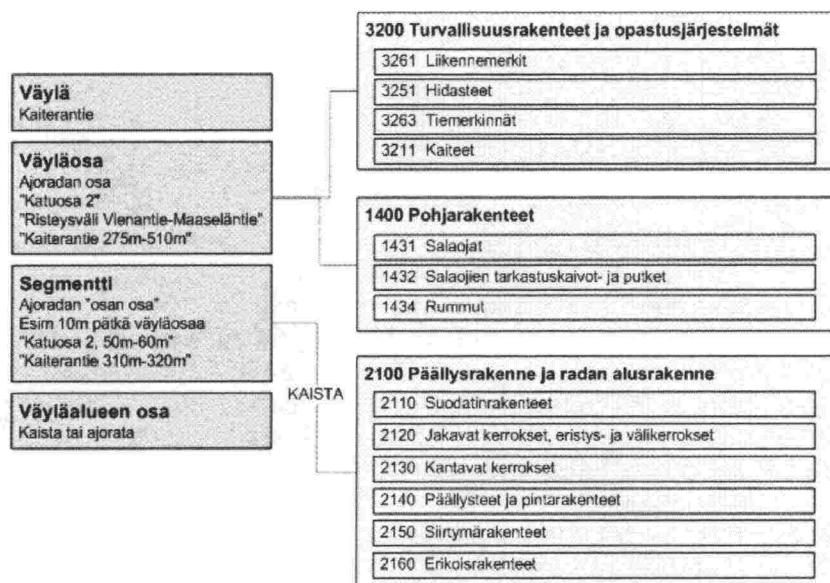 Väylä
Kaiterantie
Väyläosa
Ajoradan osa
"Katuosa 2"
"Risteysväli Vienantie-Maaseläntie"
"Kaiterantie 275m-510m"
Segmentti
Ajoradan "osan osa"
Esim 10m pätkä väyläosaa
"Katuosa 2, 50m-60m"
"Kaiterantie 310m-320m"
Väyläalueen osa
Kaista tai ajorata
KAISTA
3200 Turvallisuusrakenteet ja opastusjärjestelmät
3261 Liikennemerkit
3251 Hidasteet
3263 Tiemerkinnät
3211 Kaiteet
1400 Pohjarakenteet
1431 Salaojat
1432 Salaojien tarkastuskaivot- ja putket
1434 Rummut
2100 Päällysrakenne ja radan alusrakenne
2110 Suodatinrakenteet
2120 Jakavat kerrokset, eristys- ja välikerrokset
2130 Kantavat kerrokset
2140 Päällysteet ja pintarakenteet
2150 Siirtymärakenteet
2160 Erikoisrakenteet